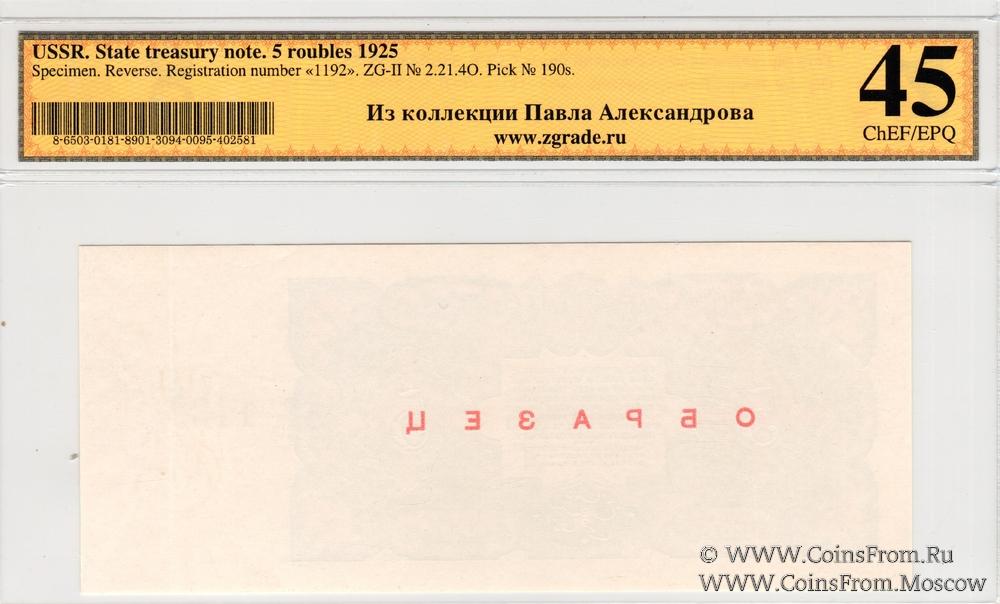 USSR. State treasury note. 5 roubles 1925
Specimen. Reverse. Registration number «1192». ZG-II № 2.21.4O. Pick № 190s.
45
ChEF/EPQ
Из коллекции Павла Александрова
www.zgrade.ru
8-6503-0181-8901-3094-0095-402581
ОБРАЗЕЦ
© www.CoinsFrom.Ru
www.CoinsFrom.Moscow